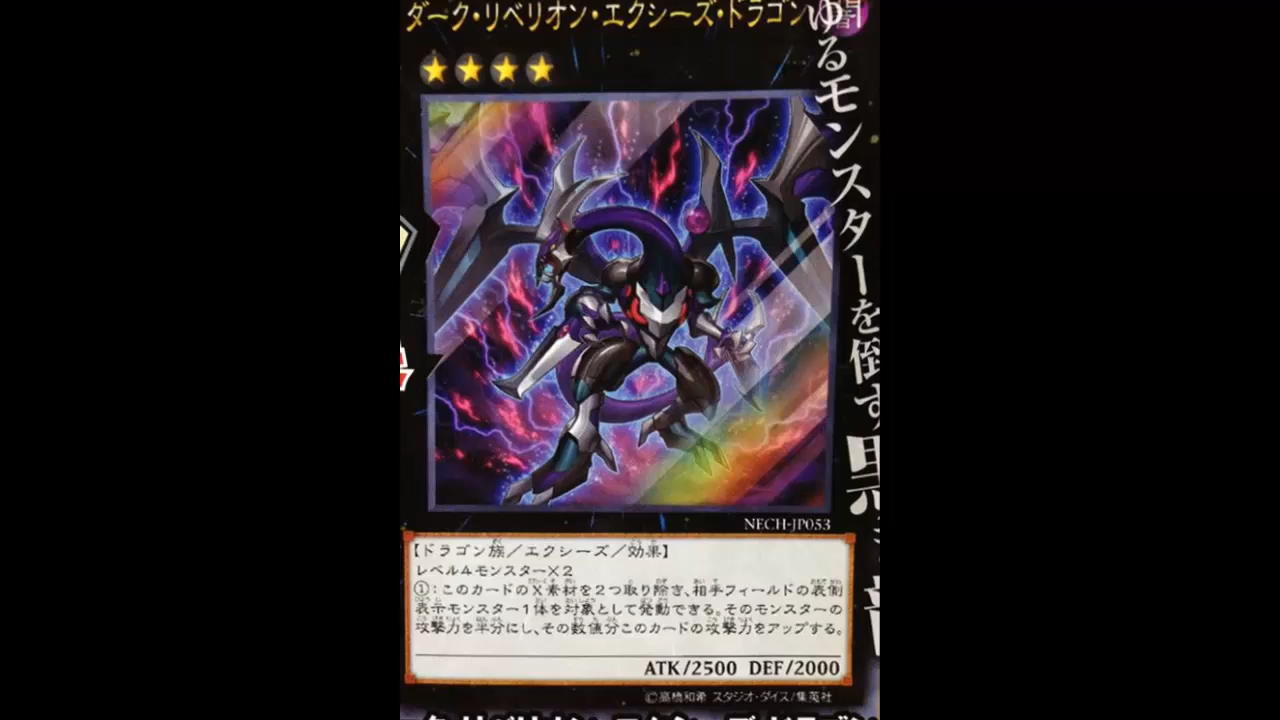 ダーク・リベリオン・エクシーズ・ドラゴン
闇
ゆるモンスターを倒す黒
NECH-JP053
【ドラゴン族／エクシーズ／効果】
レベル4モンスター×2
①：このカードのX素材を2つ取り除き、相手フィールドの表側
表示モンスター1体を対象として発動できる。そのモンスターの
攻撃力を半分にし、その数値分このカードの攻撃力をアップする。
ATK/2500 DEF/2000
©高橋和希 スタジオ・ダイス/集英社